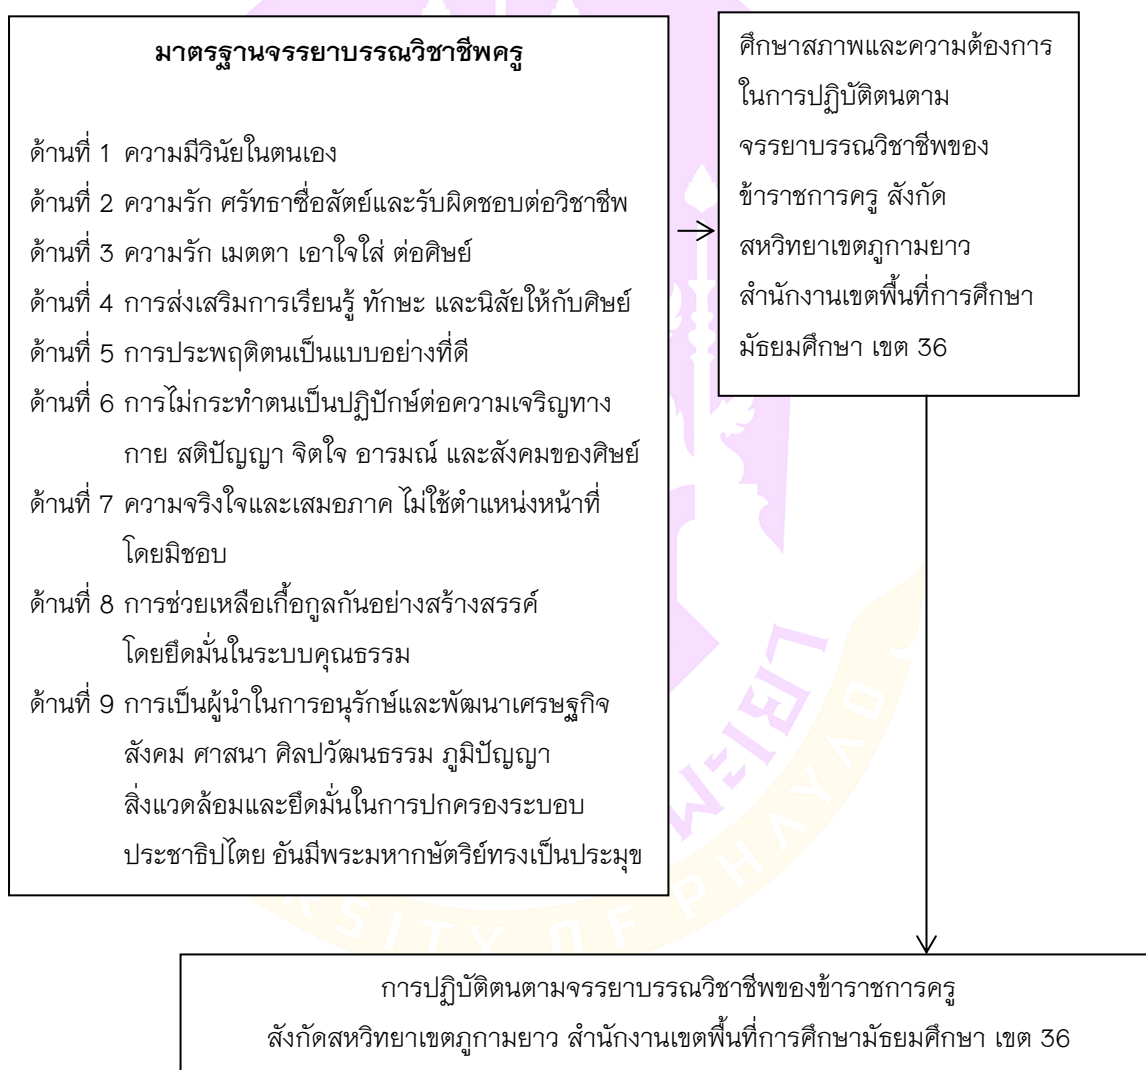 มาตรฐานจรรยาบรรณวิชาชีพครู
ด้านที่ 1 ความมีวินัยในตนเอง
ด้านที่ 2 ความรัก ศรัทธาซื่อสัตย์และรับผิดชอบต่อวิชาชีพ
ด้านที่ 3 ความรัก เมตตา เอาใจใส่ ต่อศิษย์
ด้านที่ 4 การส่งเสริมการเรียนรู้ ทักษะ และนิสัยให้กับศิษย์
ด้านที่ 5 การประพฤติตนเป็นแบบอย่างที่ดี
ด้านที่ 6 การไม่กระทำตนเป็นปฏิปักษ์ต่อความเจริญทาง
กาย สติปัญญา จิตใจ อารมณ์ และสังคมของศิษย์
ด้านที่ 7 ความจริงใจและเสมอภาค ไม่ใช้ตำแหน่งหน้าที่
โดยมิชอบ
ด้านที่ 8 การช่วยเหลือเกื้อกูลกันอย่างสร้างสรรค์
โดยยึดมั่นในระบบคุณธรรม
ด้านที่ 9 การเป็นผู้นำในการอนุรักษ์และพัฒนาเศรษฐกิจ
สังคม ศาสนา ศิลปวัฒนธรรม ภูมิปัญญา
สิ่งแวดล้อมและยึดมั่นในการปกครองระบอบ
ประชาธิปไตย อันมีพระมหากษัตริย์ทรงเป็นประมุข
ศึกษาสภาพและความต้องการ
ในการปฏิบัติตนตาม
จรรยาบรรณวิชาชีพของ
ข้าราชการครู สังกัด
สหวิทยาเขตภูกามยาว
สำนักงานเขตพื้นที่การศึกษา
มัธยมศึกษา เขต 36
การปฏิบัติตนตามจรรยาบรรณวิชาชีพของข้าราชการครู
สังกัดสหวิทยาเขตภูกามยาว สำนักงานเขตพื้นที่การศึกษามัธยมศึกษา เขต 36
RSITY OF PHAYAO